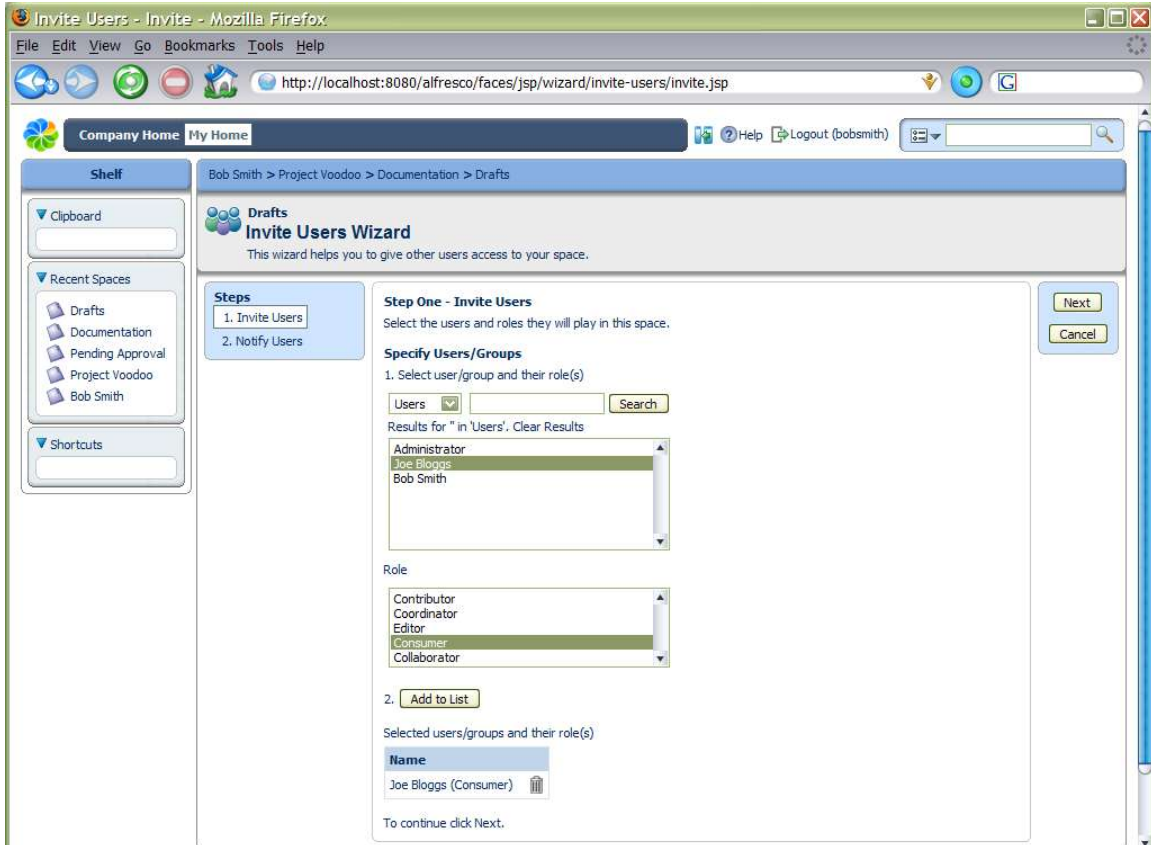 Invite Users - Invite - Mozilla Firefox
File Edit View Go Bookmarks Tools Help
http://localhost:8080/alfresco/faces/jsp/wizard/invite-users/invite.jsp
G
Company Home My Home
Help Logout (bobsmith)
Shelf
Bob Smith > Project Voodoo > Documentation > Drafts
Clipboard
Recent Spaces
Drafts
Documentation
Pending Approval
Project Voodoo
Bob Smith
Shortcuts
Drafts
Invite Users Wizard
This wizard helps you to give other users access to your space.
Steps
1. Invite Users
2. Notify Users
Step One - Invite Users
Select the users and roles they will play in this space.
Specify Users/Groups
1. Select user/group and their role(s)
Users Search
Results for '' in 'Users'. Clear Results
Administrator
Joe Bloggs
Bob Smith
Role
Contributor
Coordinator
Editor
Consumer
Collaborator
2. Add to List
Selected users/groups and their role(s)
Name
Joe Bloggs (Consumer)
To continue click Next.
Next
Cancel